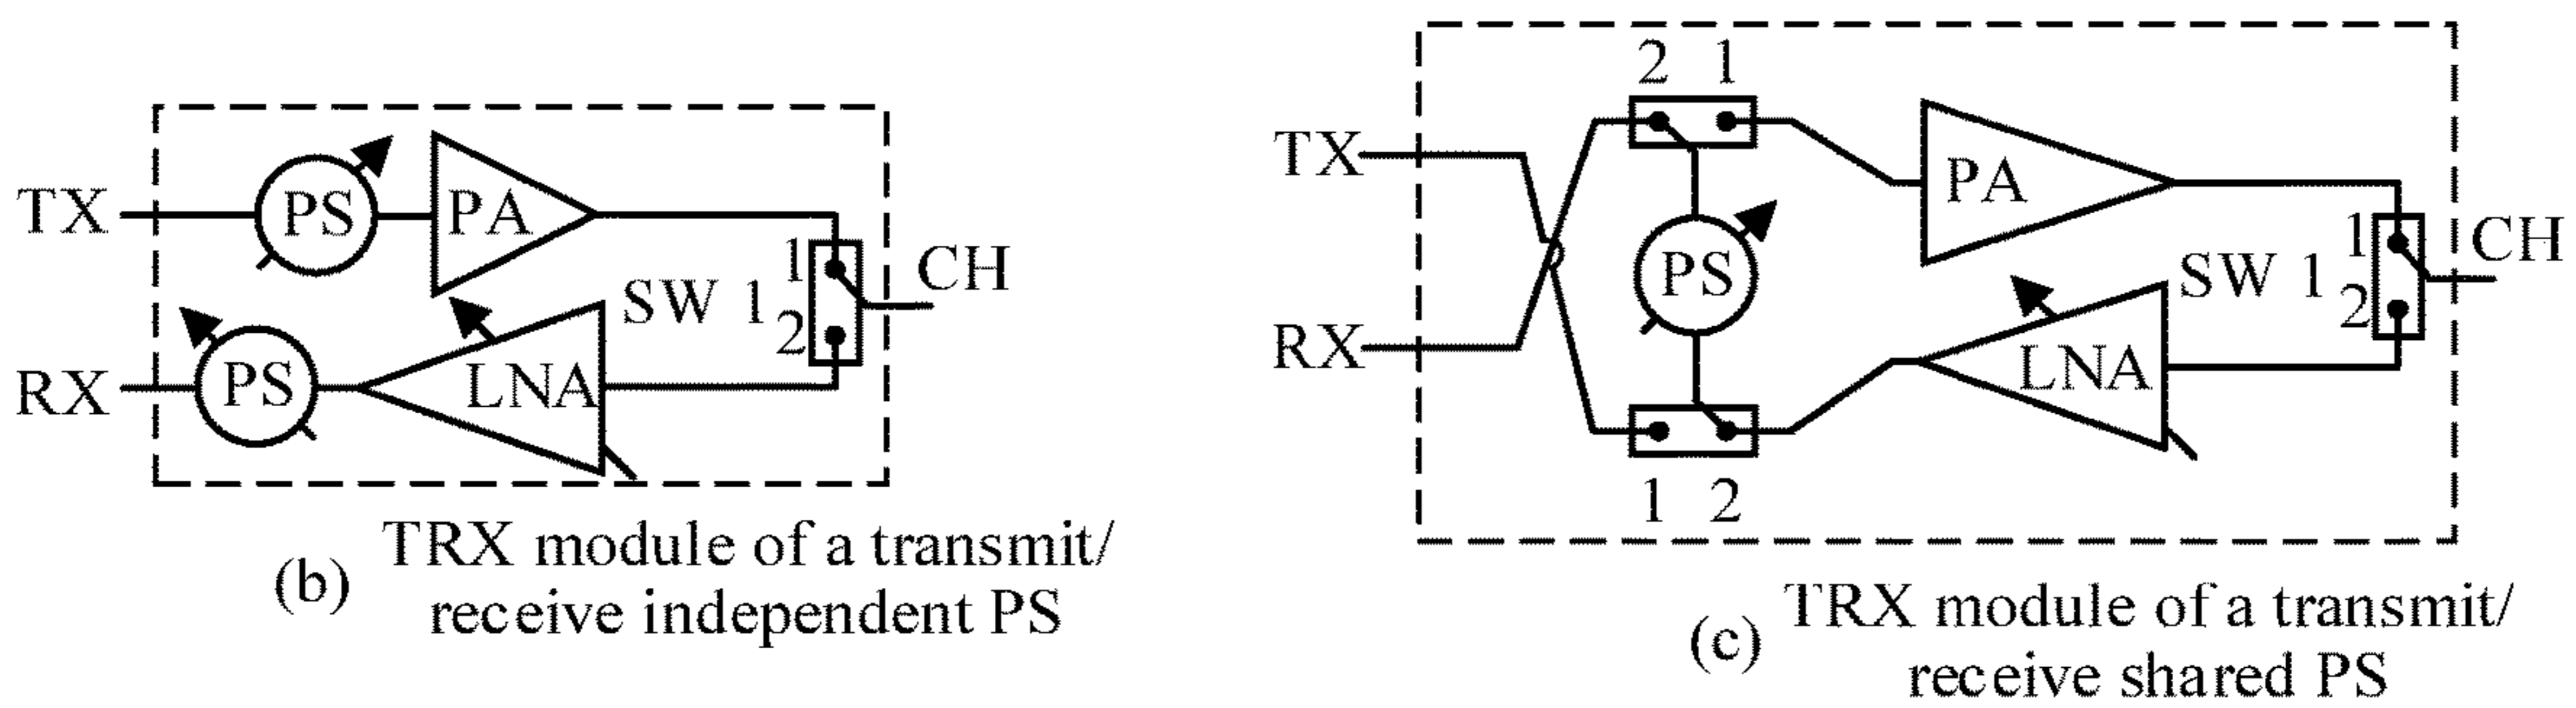 TX
PS
PA
1
SW 1
2
CH
RX
PS
LNA
(b) TRX module of a transmit/
receive independent PS
2 1
TX
PA
PS
1
SW 1
2
CH
RX
LNA
1 2
(c) TRX module of a transmit/
receive shared PS